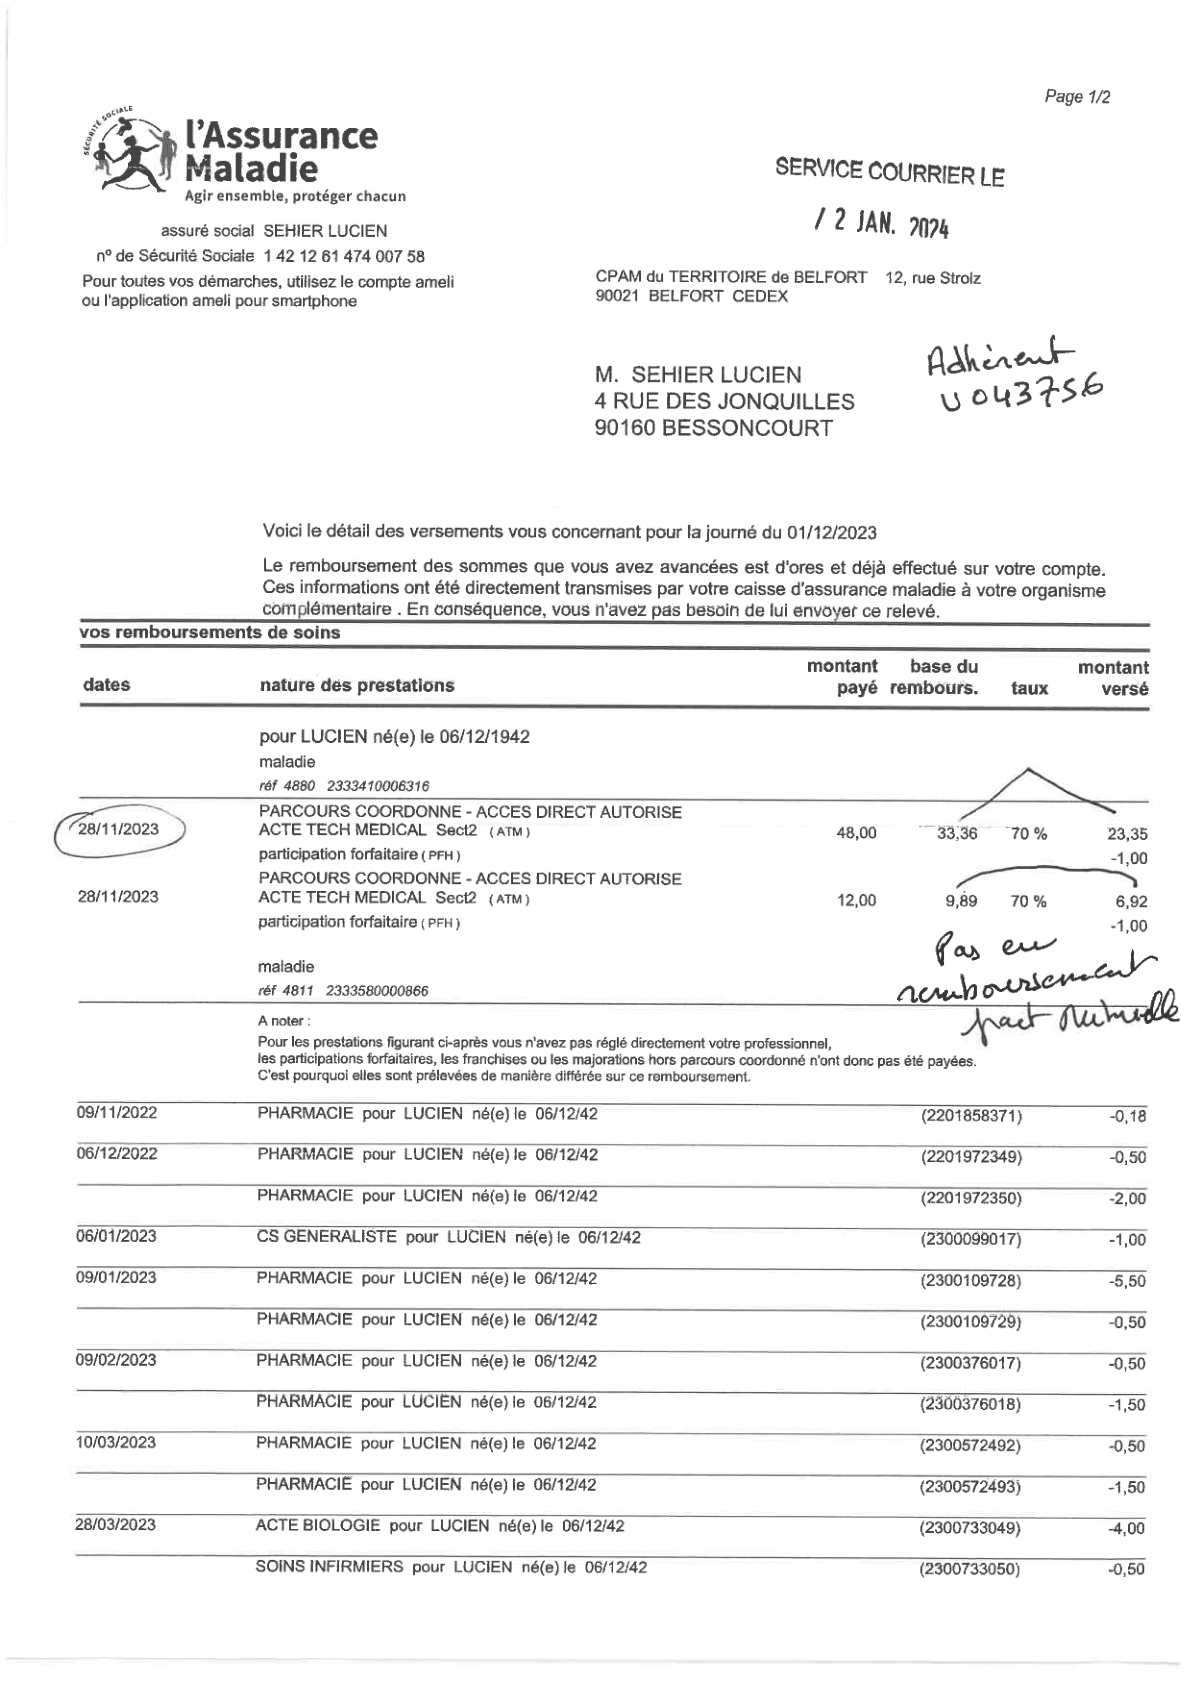 Page 1/2
SÉCURITÉ SOCIALE
l'Assurance
Maladie
Agir ensemble, protéger chacun
SERVICE COURRIER LE
/ 2 JAN. 2024
assuré social SEHIER LUCIEN
n° de Sécurité Sociale 1 42 12 61 474 007 58
Pour toutes vos démarches, utilisez le compte ameli
ou l'application ameli pour smartphone
CPAM du TERRITOIRE de BELFORT 12, rue Strolz
90021 BELFORT CEDEX
Adhèrent
U043756
M. SEHIER LUCIEN
4 RUE DES JONQUILLES
90160 BESSONCOURT
Voici le détail des versements vous concernant pour la journé du 01/12/2023
Le remboursement des sommes que vous avez avancées est d'ores et déjà effectué sur votre compte.
Ces informations ont été directement transmises par votre caisse d'assurance maladie à votre organisme
complémentaire . En conséquence, vous n'avez pas besoin de lui envoyer ce relevé.
vos remboursements de soins
dates nature des prestations montant payé base du rembours. taux montant versé
pour LUCIEN né(e) le 06/12/1942
maladie
réf 4880 2333410006316
PARCOURS COORDONNE - ACCES DIRECT AUTORISE
28/11/2023 ACTE TECH MEDICAL Sect2 (ATM) 48,00 33,36 70 % 23,35
participation forfaitaire (PFH) -1,00
PARCOURS COORDONNE - ACCES DIRECT AUTORISE
28/11/2023 ACTE TECH MEDICAL Sect2 (ATM) 12,00 9,89 70 % 6,92
participation forfaitaire (PFH) -1,00
Pas eu
remboursement
part Mutuelle
maladie
réf 4811 2333580000866
A noter :
Pour les prestations figurant ci-après vous n'avez pas réglé directement votre professionnel,
les participations forfaitaires, les franchises ou les majorations hors parcours coordonné n'ont donc pas été payées.
C'est pourquoi elles sont prélevées de manière différée sur ce remboursement.
09/11/2022 PHARMACIE pour LUCIEN né(e) le 06/12/42 (2201858371) -0,18
06/12/2022 PHARMACIE pour LUCIEN né(e) le 06/12/42 (2201972349) -0,50
PHARMACIE pour LUCIEN né(e) le 06/12/42 (2201972350) -2,00
06/01/2023 CS GENERALISTE pour LUCIEN né(e) le 06/12/42 (2300099017) -1,00
09/01/2023 PHARMACIE pour LUCIEN né(e) le 06/12/42 (2300109728) -5,50
PHARMACIE pour LUCIEN né(e) le 06/12/42 (2300109729) -0,50
09/02/2023 PHARMACIE pour LUCIEN né(e) le 06/12/42 (2300376017) -0,50
PHARMACIE pour LUCIEN né(e) le 06/12/42 (2300376018) -1,50
10/03/2023 PHARMACIE pour LUCIEN né(e) le 06/12/42 (2300572492) -0,50
PHARMACIE pour LUCIEN né(e) le 06/12/42 (2300572493) -1,50
28/03/2023 ACTE BIOLOGIE pour LUCIEN né(e) le 06/12/42 (2300733049) -4,00
SOINS INFIRMIERS pour LUCIEN né(e) le 06/12/42 (2300733050) -0,50